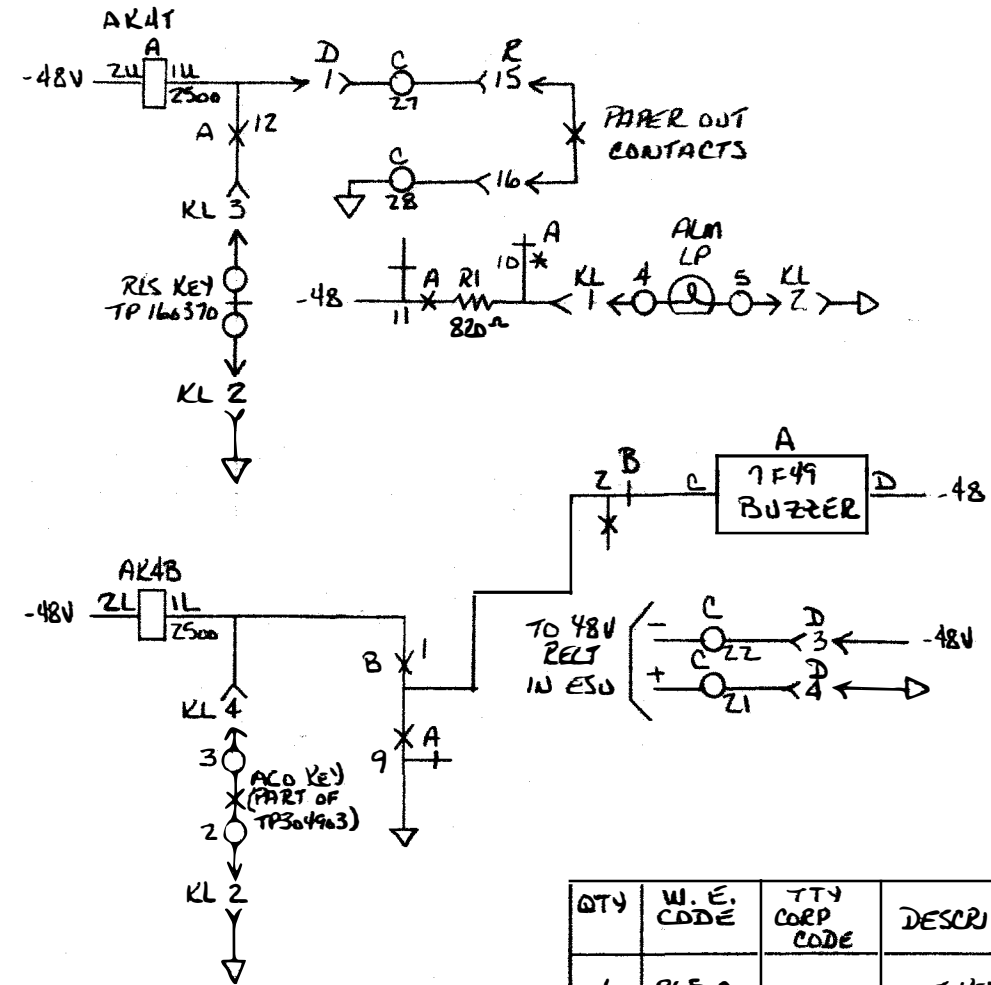 AK4T
A
-48V 2U 1U
2500
D
1
C
27
R
15
A 12
PAPER OUT
CONTACTS
C
28
16
KL 3
RLS KEY
TP 160370
KL 2
-48
11
A R1
820Ω
10 A
KL
1
4
ALM
LP
5
KL
2
A
7F49
BUZZER
C
D
-48
2 B
AK4B
-48V 2L 1L
2500
B 1
9 A
TO 48V
RECT
IN ESU
-
+
C
22
D
3
-48V
C
21
D
4
KL 4
3
ACO KEY
(PART OF
TP304903)
2
KL 2
QTY
W. E.
CODE
TTY
CORP
CODE
DESCRI